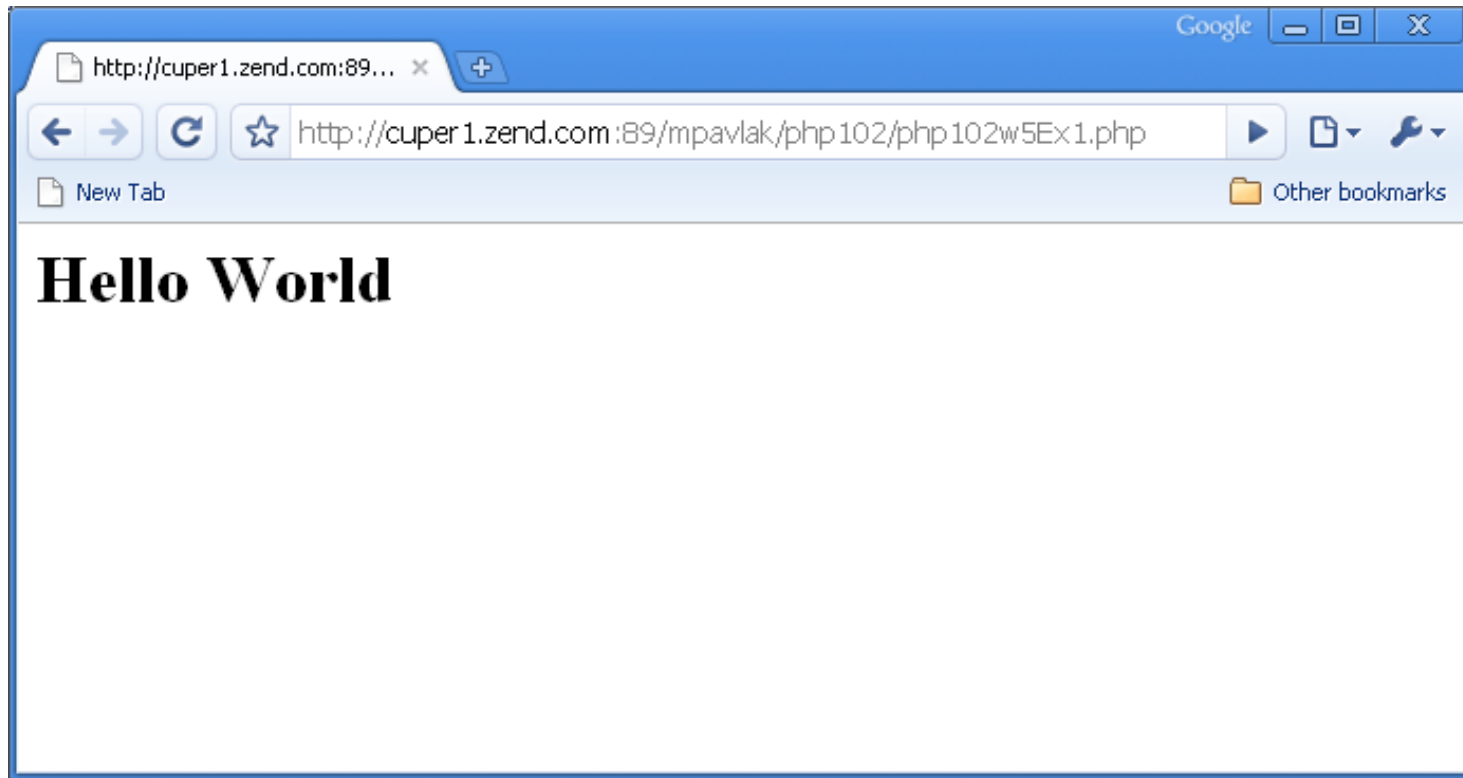 Google
http://cuper1.zend.com:89...
http://cuper1.zend.com:89/mpavlak/php102/php102w5Ex1.php
New Tab
Other bookmarks
Hello World